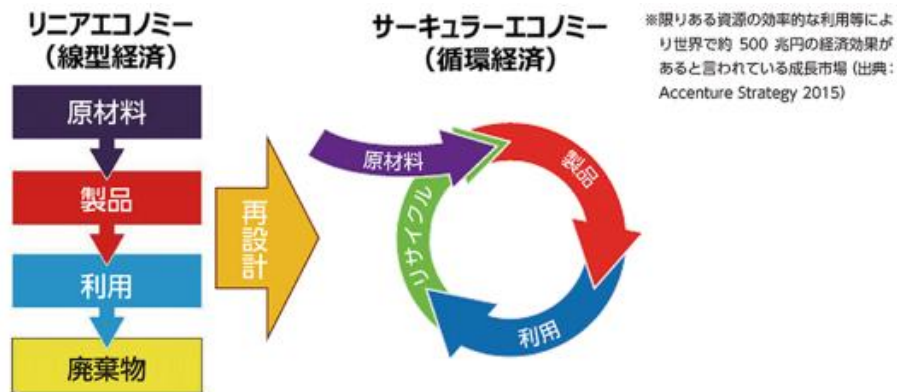 リニアエコノミー
（線型経済）
原材料
製品
利用
廃棄物
再設計
サーキュラーエコノミー
（循環経済）
原材料
製品
利用
リサイクル
※限りある資源の効率的な利用等によ
り世界で約 500 兆円の経済効果が
あると言われている成長市場（出典：
Accenture Strategy 2015）